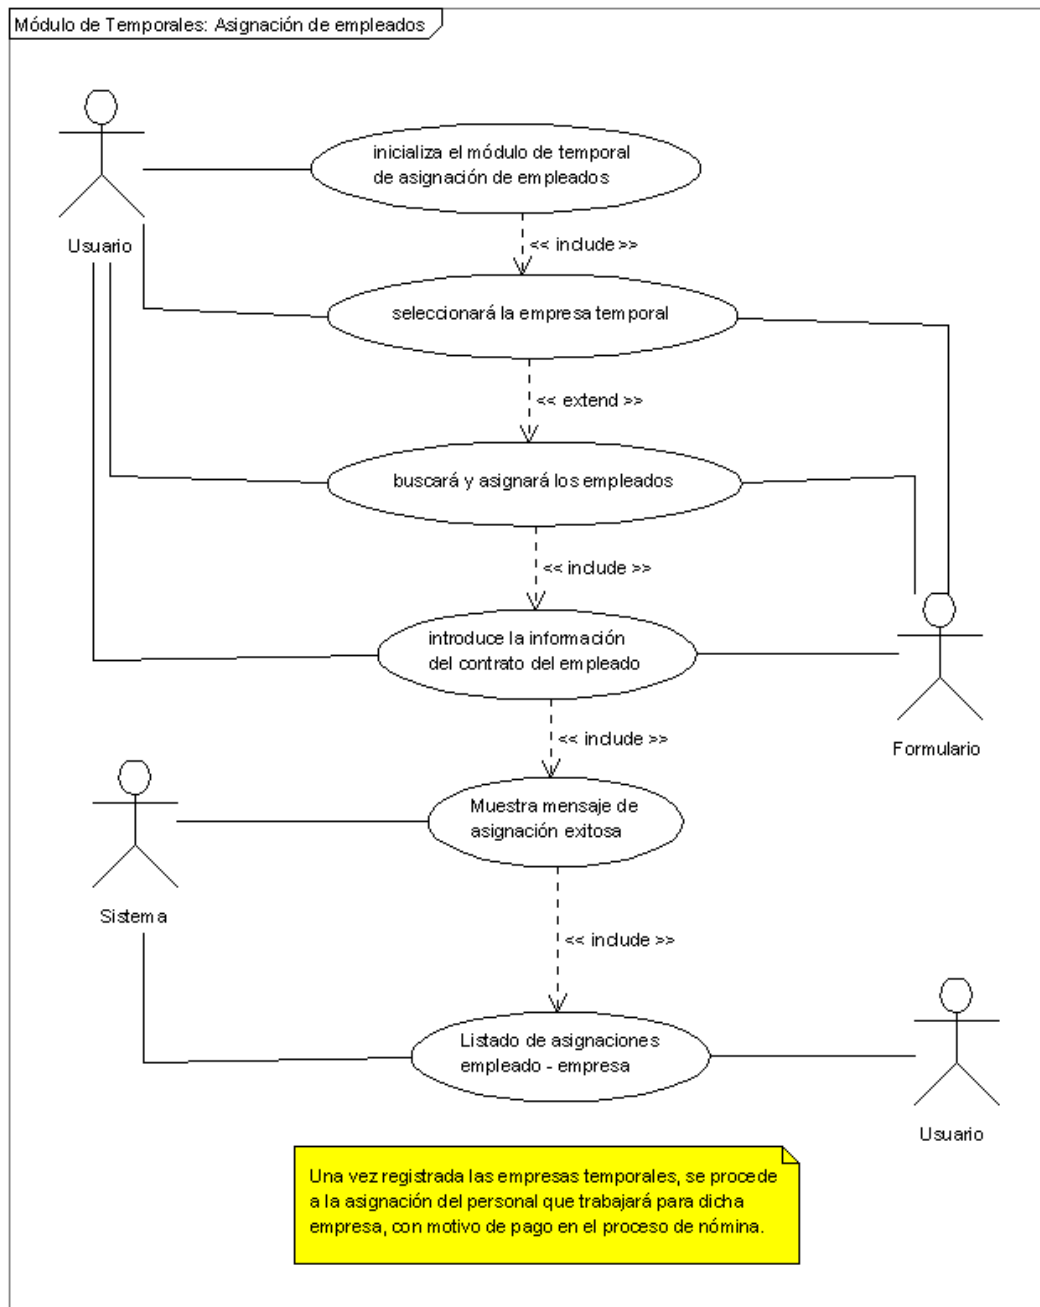 Módulo de Temporales: Asignación de empleados
inicializa el módulo de temporal
de asignación de empleados
Usuario
<< include >>
seleccionará la empresa temporal
<< extend >>
buscará y asignará los empleados
<< include >>
introduce la información
del contrato del empleado
Formulario
<< include >>
Muestra mensaje de
asignación exitosa
Sistema
<< include >>
Listado de asignaciones
empleado - empresa
Usuario
Una vez registrada las empresas temporales, se procede
a la asignación del personal que trabajará para dicha
empresa, con motivo de pago en el proceso de nómina.